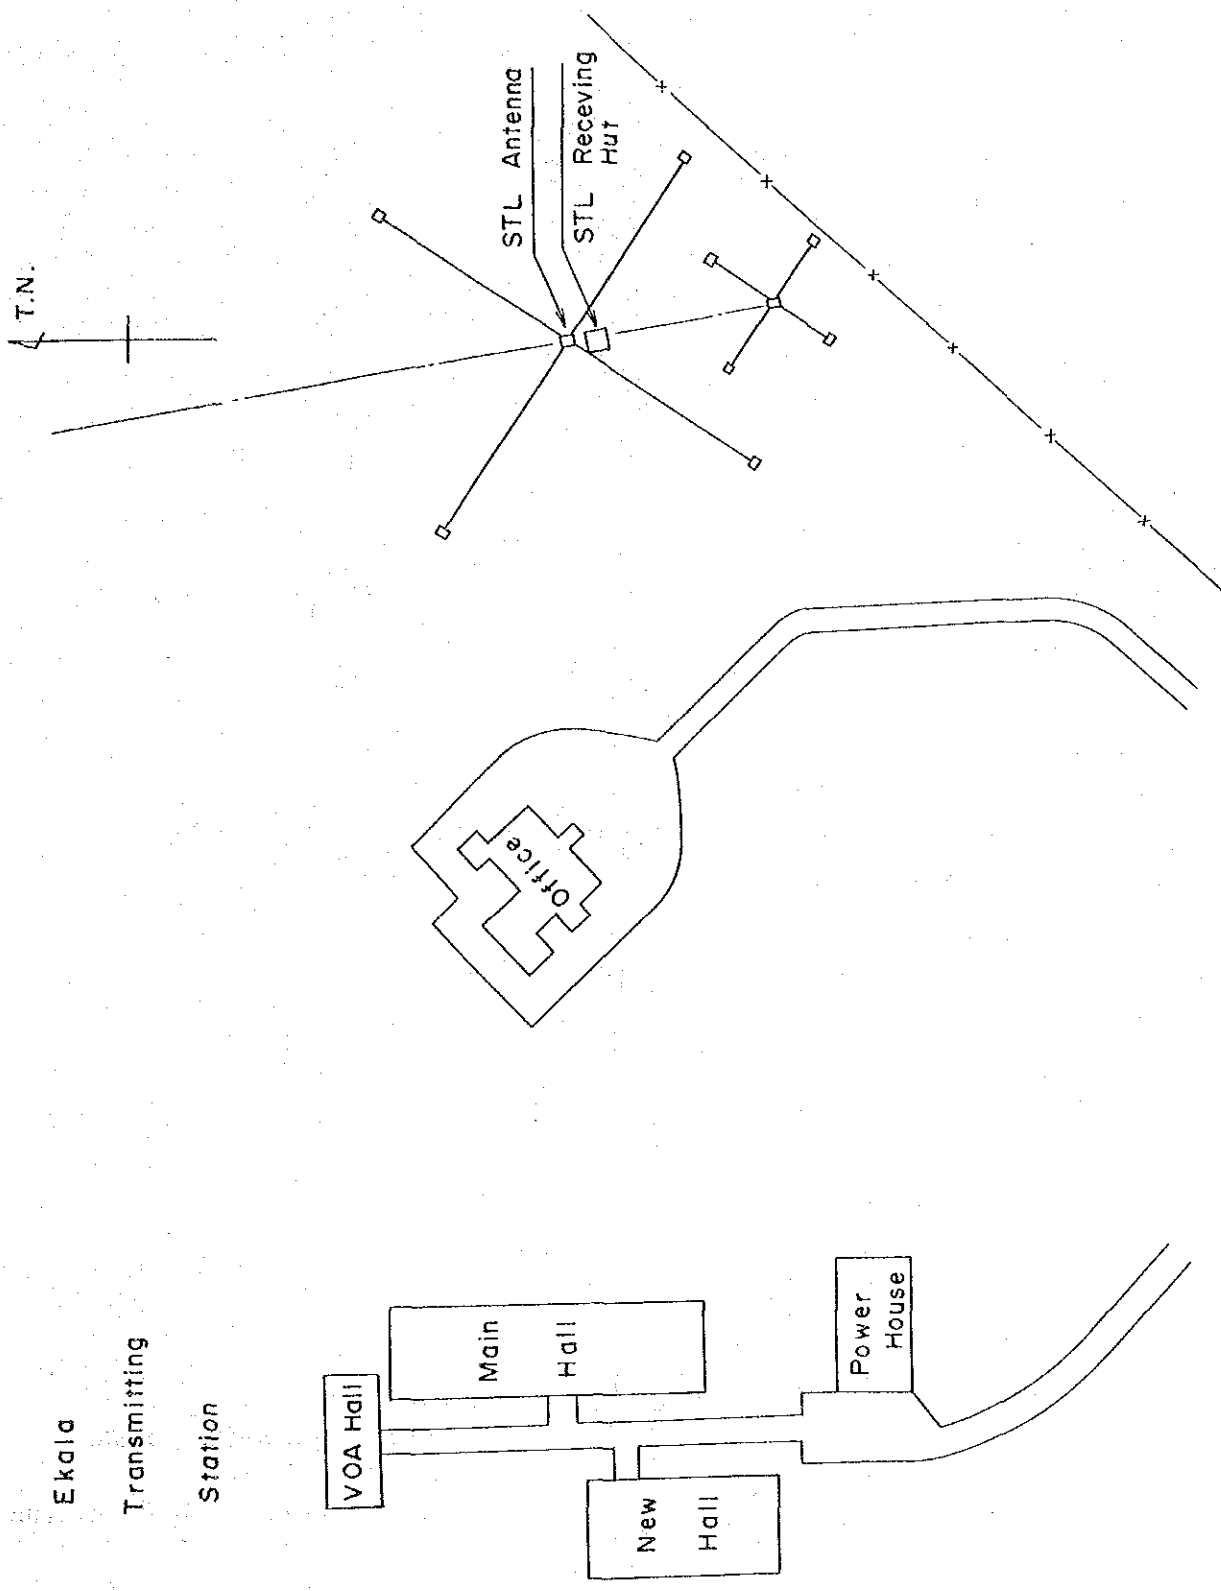 Ekala
Transmitting
Station
T.N.
STL Antenna
STL Receving
Hut
Office
VOA Hall
Main
Hall
New
Hall
Power
House